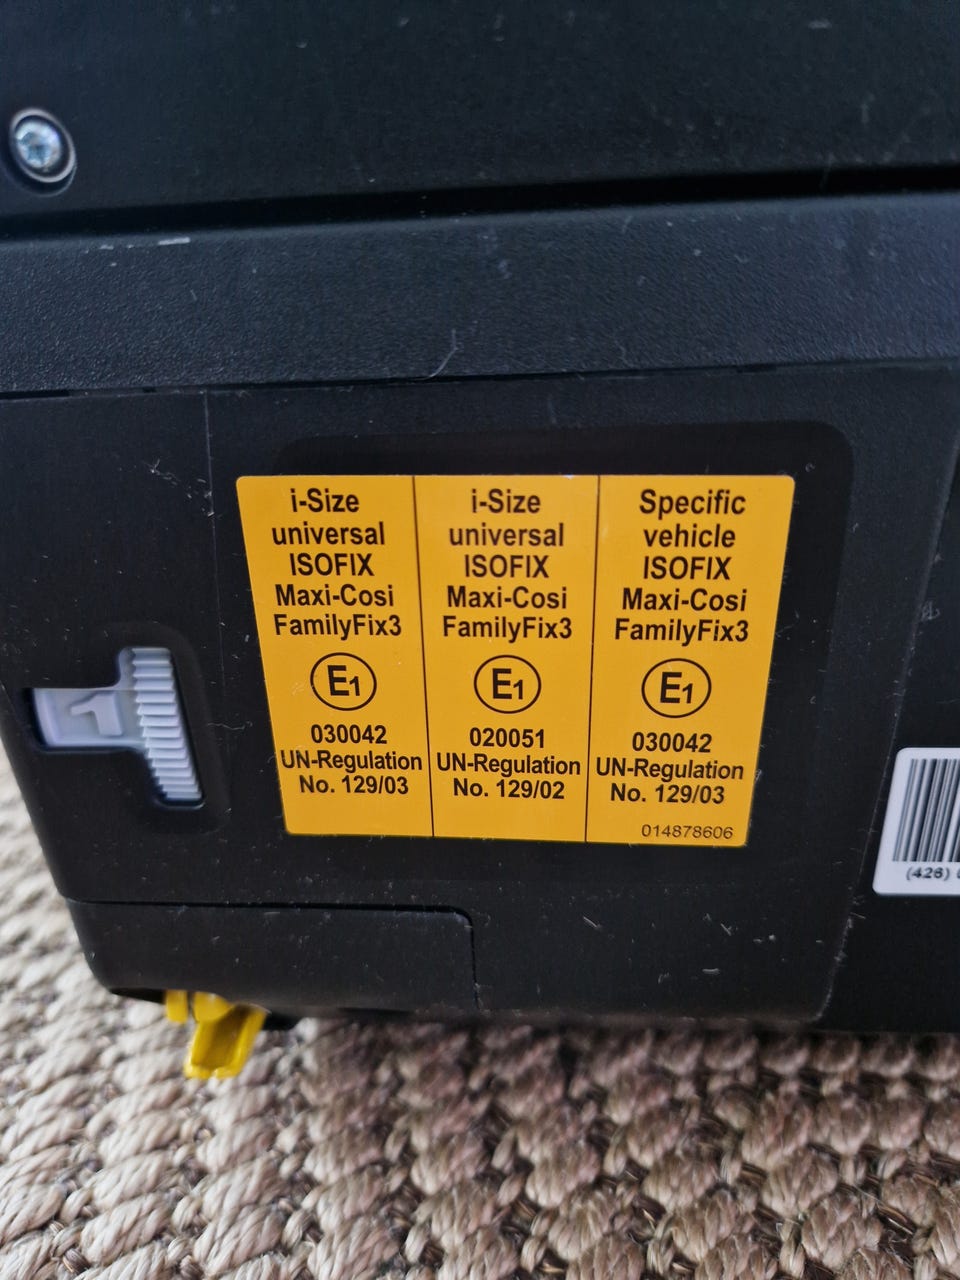 i-Size
universal
ISOFIX
Maxi-Cosi
FamilyFix3
E1
030042
UN-Regulation
No. 129/03
i-Size
universal
ISOFIX
Maxi-Cosi
FamilyFix3
E1
020051
UN-Regulation
No. 129/02
Specific
vehicle
ISOFIX
Maxi-Cosi
FamilyFix3
E1
030042
UN-Regulation
No. 129/03
014878606
1
(426)